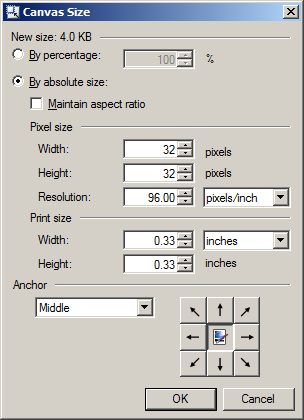 Canvas Size
New size: 4.0 KB
By percentage: 100 %
By absolute size:
Maintain aspect ratio
Pixel size
Width: 32 pixels
Height: 32 pixels
Resolution: 96.00 pixels/inch
Print size
Width: 0.33 inches
Height: 0.33 inches
Anchor
Middle
OK Cancel